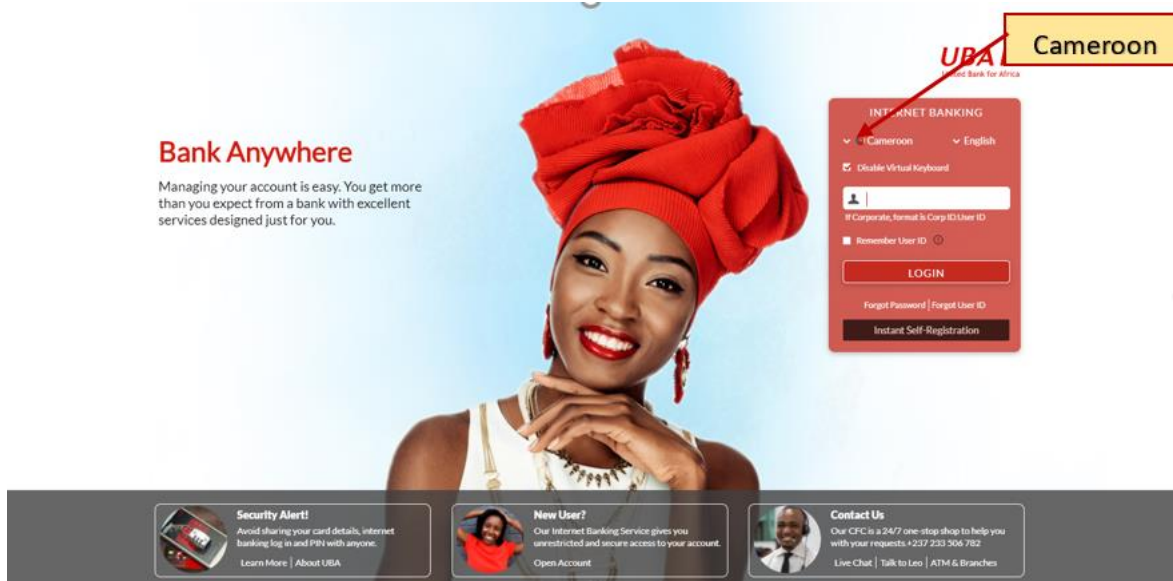 Cameroon
UBA
United Bank for Africa
INTERNET BANKING
Cameroon English
Disable Virtual Keyboard
If Corporate, format is Corp ID.User ID
Remember User ID
LOGIN
Forgot Password | Forgot User ID
Instant Self-Registration
Bank Anywhere
Managing your account is easy. You get more
than you expect from a bank with excellent
services designed just for you.
Security Alert!
Avoid sharing your card details, internet
banking log in and PIN with anyone.
Learn More | About UBA
New User?
Our Internet Banking Service gives you
unrestricted and secure access to your account.
Open Account
Contact Us
Our CFC is a 24/7 one-stop shop to help you
with your requests.+237 233 506 782
Live Chat | Talk to Leo | ATM & Branches